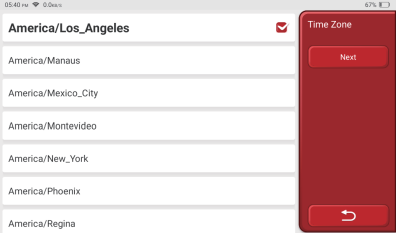 05:40 PM 0.0KB/S 67%
America/Los_Angeles
America/Manaus
America/Mexico_City
America/Montevideo
America/New_York
America/Phoenix
America/Regina
Time Zone
Next